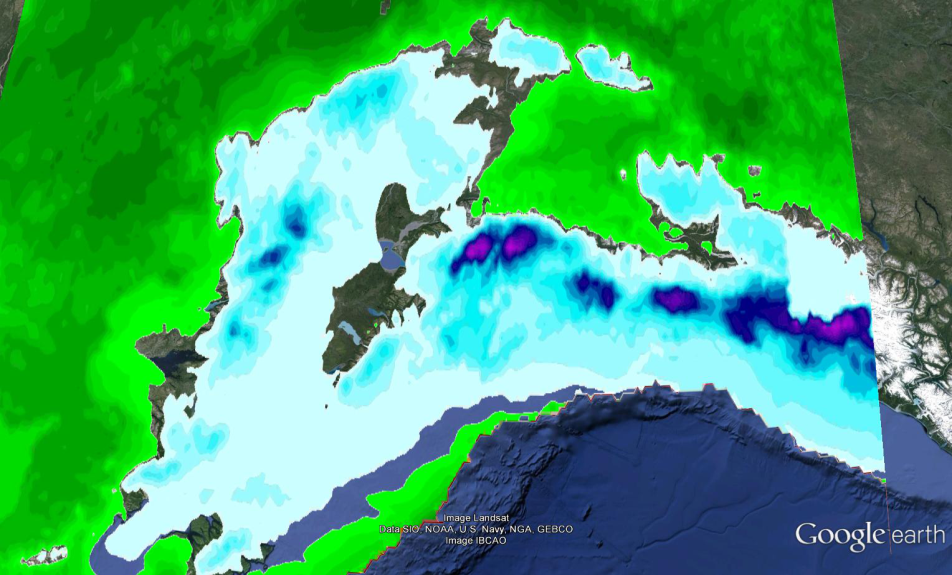 Image Landsat
Data SIO, NOAA, U.S. Navy, NGA, GEBCO
Image IBCAO
Google earth